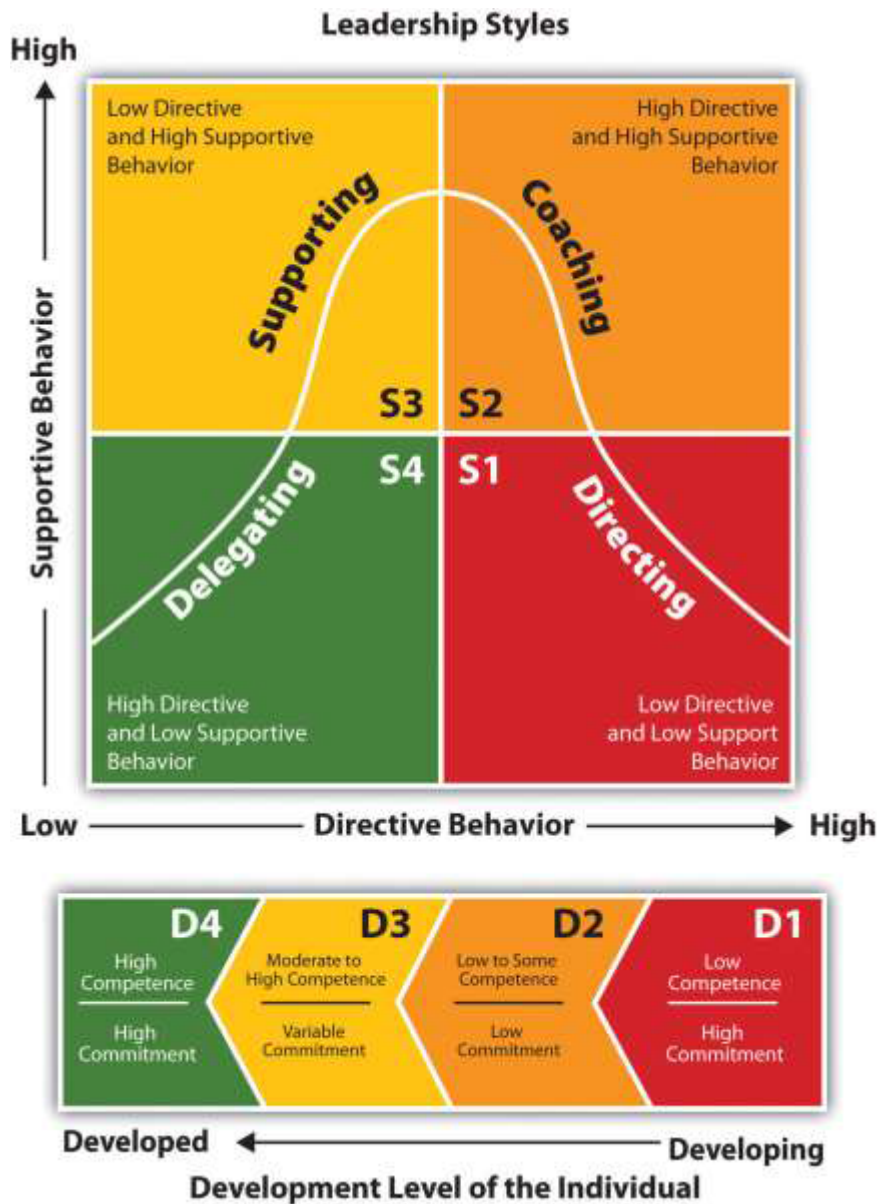 Leadership Styles
High
Low Directive
and High Supportive
Behavior
High Directive
and High Supportive
Behavior
Supporting
Coaching
Supportive Behavior
S3
S2
S4
S1
Delegating
Directing
High Directive
and Low Supportive
Behavior
Low Directive
and Low Support
Behavior
Low
Directive Behavior
High
D4
High
Competence
High
Commitment
D3
Moderate to
High Competence
Variable
Commitment
D2
Low to Some
Competence
Low
Commitment
D1
Low
Competence
High
Commitment
Developed
Developing
Development Level of the Individual